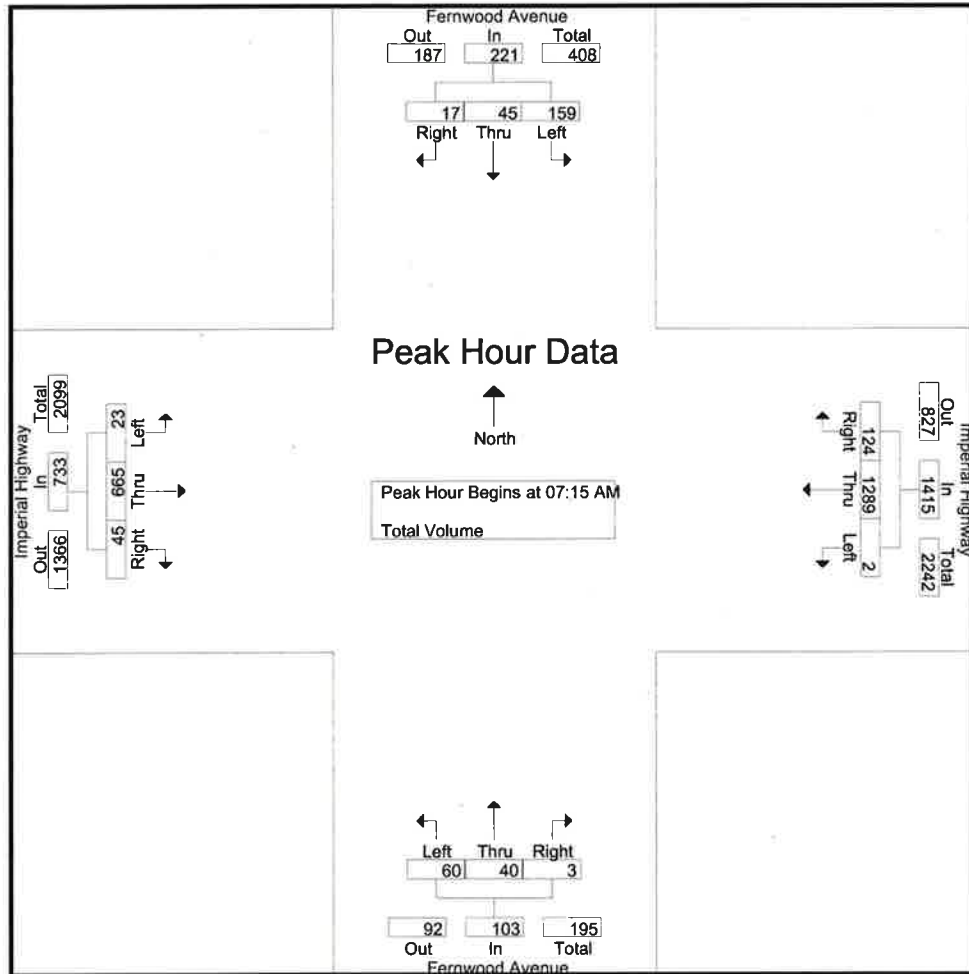 Fernwood Avenue
Out In Total
187 221 408
17 45 159
Right Thru Left
Peak Hour Data
North
Peak Hour Begins at 07:15 AM
Total Volume
Imperial Highway
Out In Total
1366 733 2099
23 665 45
Left Thru Right
Imperial Highway
Out In Total
827 1415 2242
124 1289 2
Right Thru Left
Left Thru Right
60 40 3
92 103 195
Out In Total
Fernwood Avenue